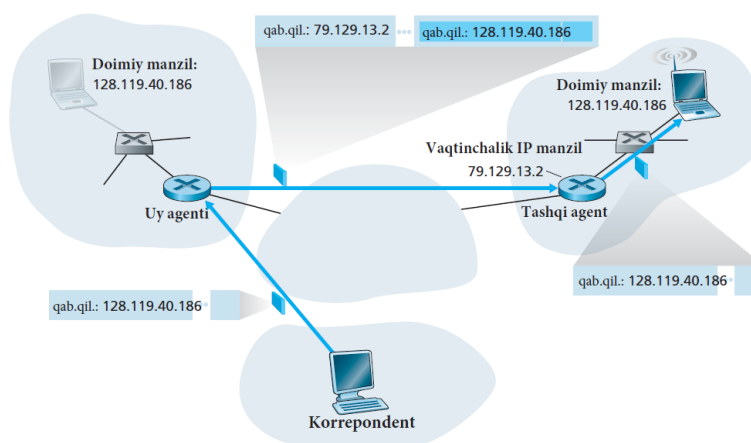 qab.qil.: 79.129.13.2 qab.qil.: 128.119.40.186
Doimiy manzil:
128.119.40.186
Doimiy manzil:
128.119.40.186
Vaqtinchalik IP manzil
79.129.13.2
Uy agenti
Tashqi agent
qab.qil.: 128.119.40.186
qab.qil.: 128.119.40.186
Korrepondent